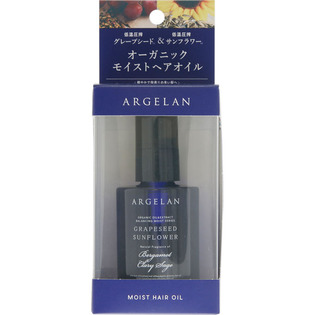 低温圧搾 低温圧搾
グレープシード & サンフラワー
オーガニック
モイストヘアオイル
ARGELAN
ARGELAN
GRAPESEED
SUNFLOWER
Bergamot
Clary Sage
MOIST HAIR OIL